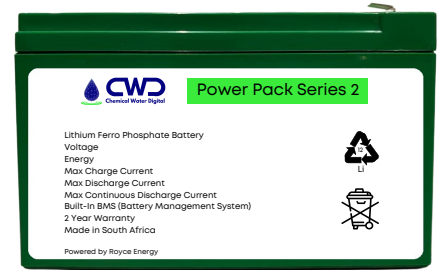 CWD
Chemical Water Digital
Power Pack Series 2
Lithium Ferro Phosphate Battery
Voltage
Energy
Max Charge Current
Max Discharge Current
Max Continuous Discharge Current
Built-In BMS (Battery Management System)
2 Year Warranty
Made in South Africa
Powered by Royce Energy
12
Li